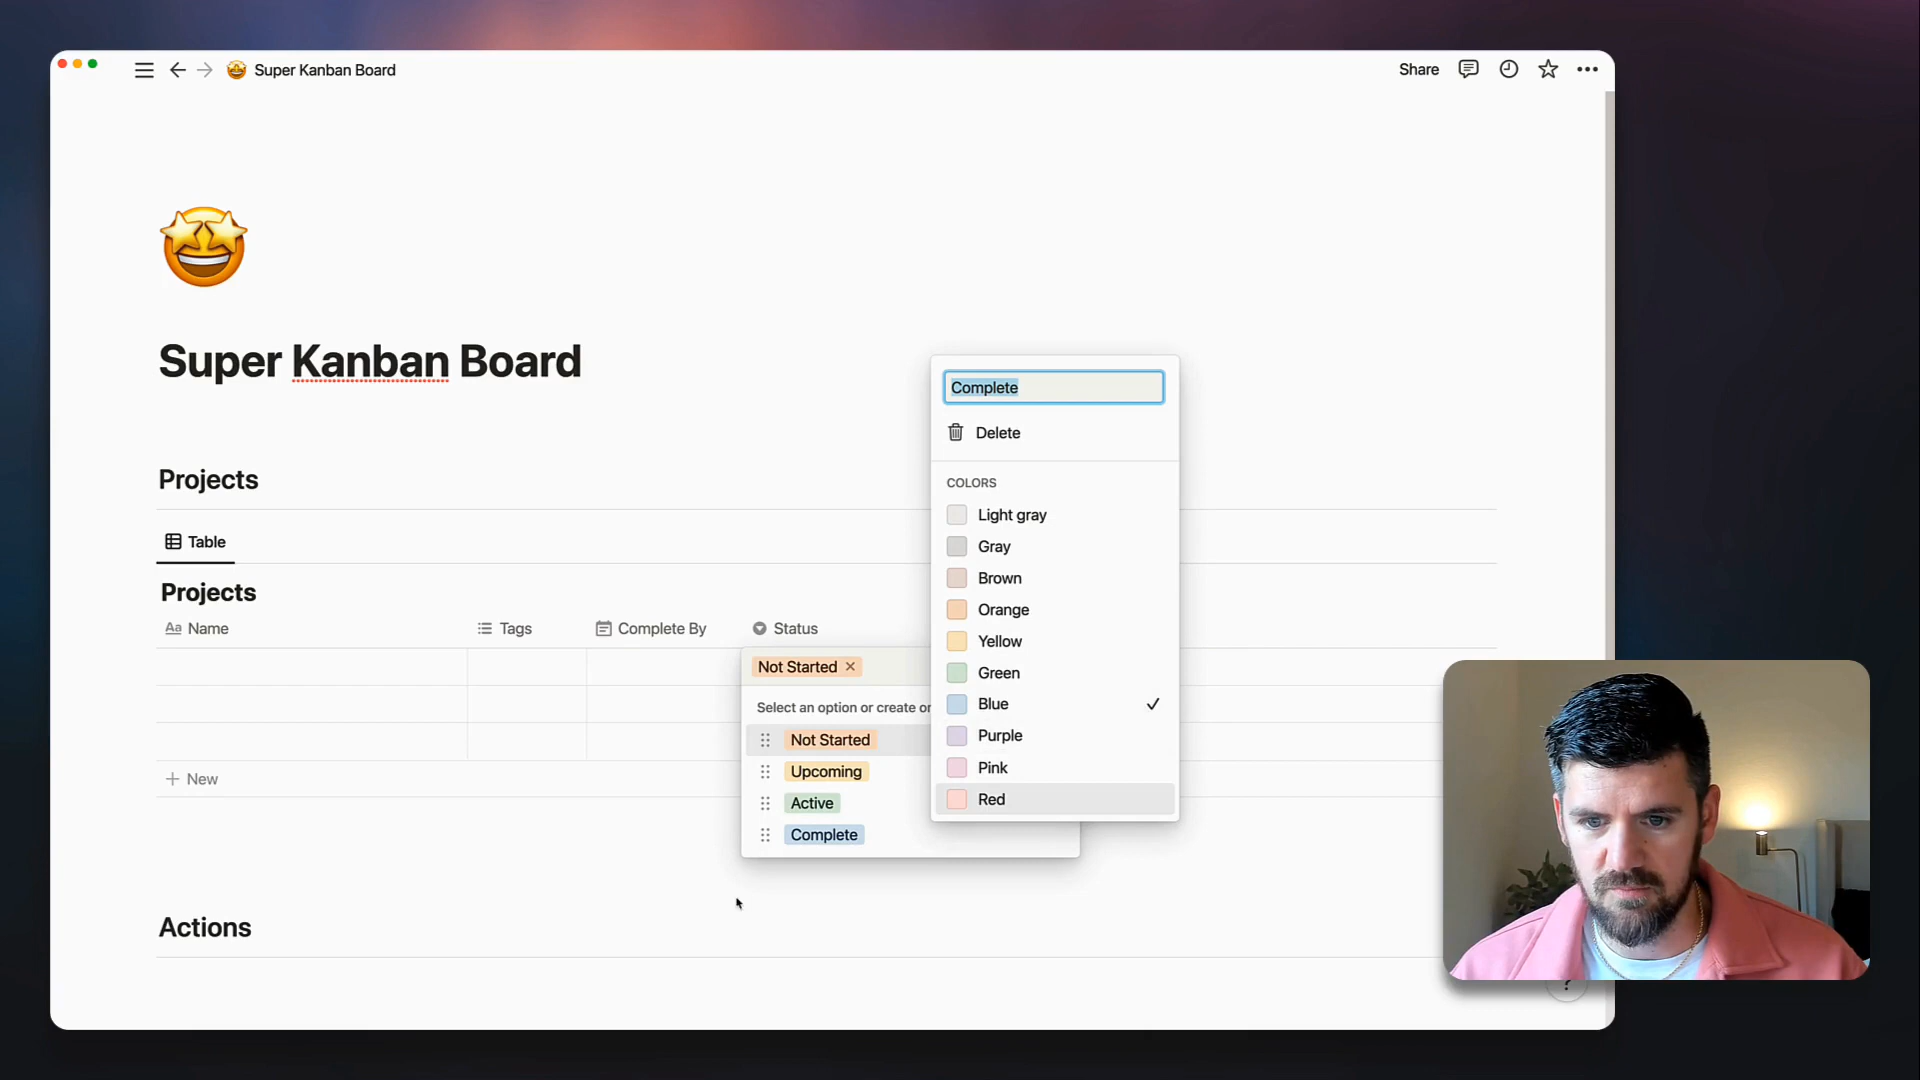 Super Kanban Board
Share
Super Kanban Board
Complete
Delete
COLORS
Light gray
Gray
Brown
Orange
Yellow
Green
Blue
Purple
Pink
Red
Projects
Table
Projects
Aa Name
Tags
Complete By
Status
Not Started
Select an option or create
Not Started
Upcoming
Active
Complete
+ New
Actions
?